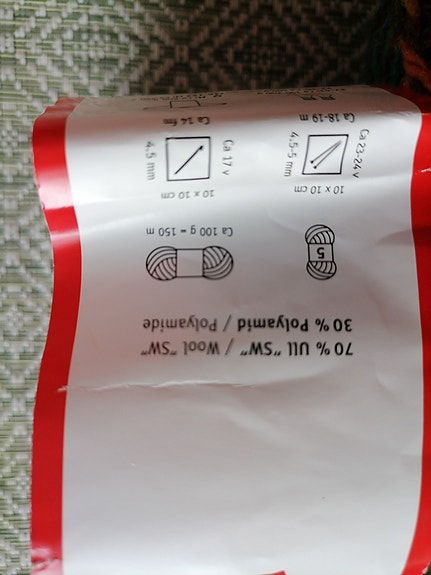 70 % Ull "SW" / Wool "SW"
30 % Polyamid / Polyamide
5
Ca 100 g = 150 m
10 x 10 cm
Ca 23-24 v
4,5-5 mm
Ca 18-19 m
10 x 10 cm
Ca 17 v
4,5 mm
Ca 14 fm